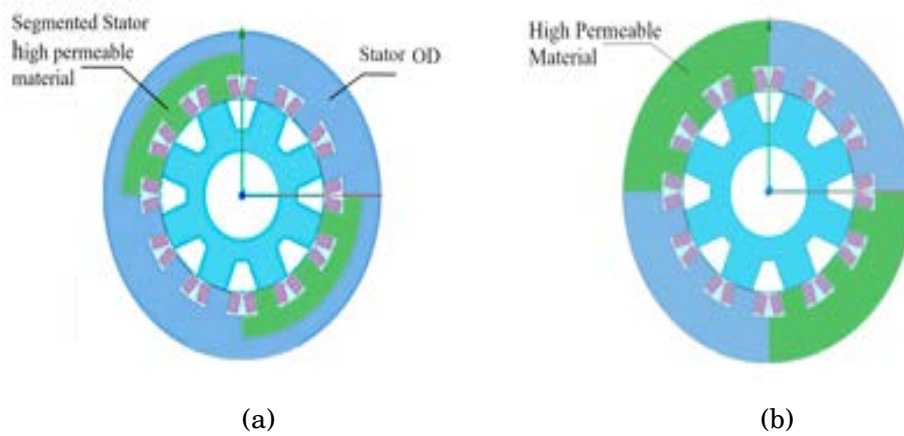 Segmented Stator
high permeable
material
Stator OD
High Permeable
Material
(a)
(b)